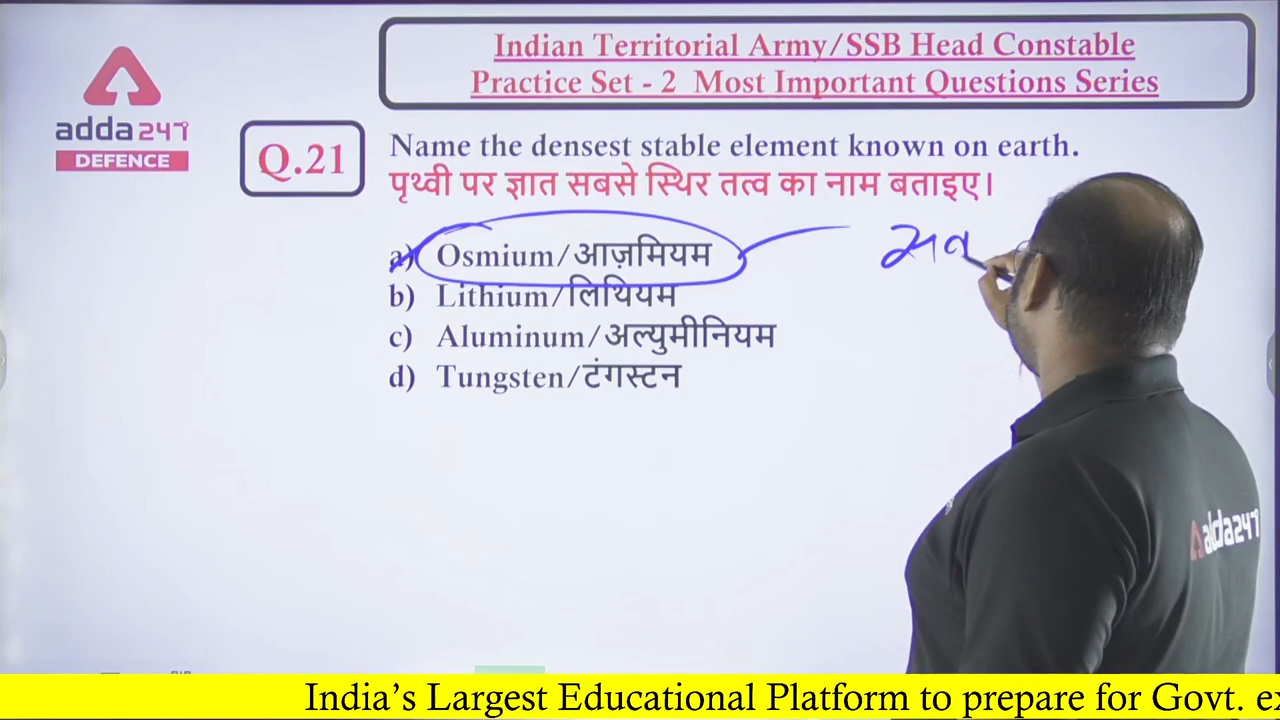 Indian Territorial Army/SSB Head Constable
Practice Set - 2 Most Important Questions Series
adda247
DEFENCE
Q.21
Name the densest stable element known on earth.
पृथ्वी पर ज्ञात सबसे स्थिर तत्व का नाम बताइए।
a) Osmium/आज़मियम
b) Lithium/लिथियम
c) Aluminum/अल्युमीनियम
d) Tungsten/टंगस्टन
adda247
India's Largest Educational Platform to prepare for Govt.